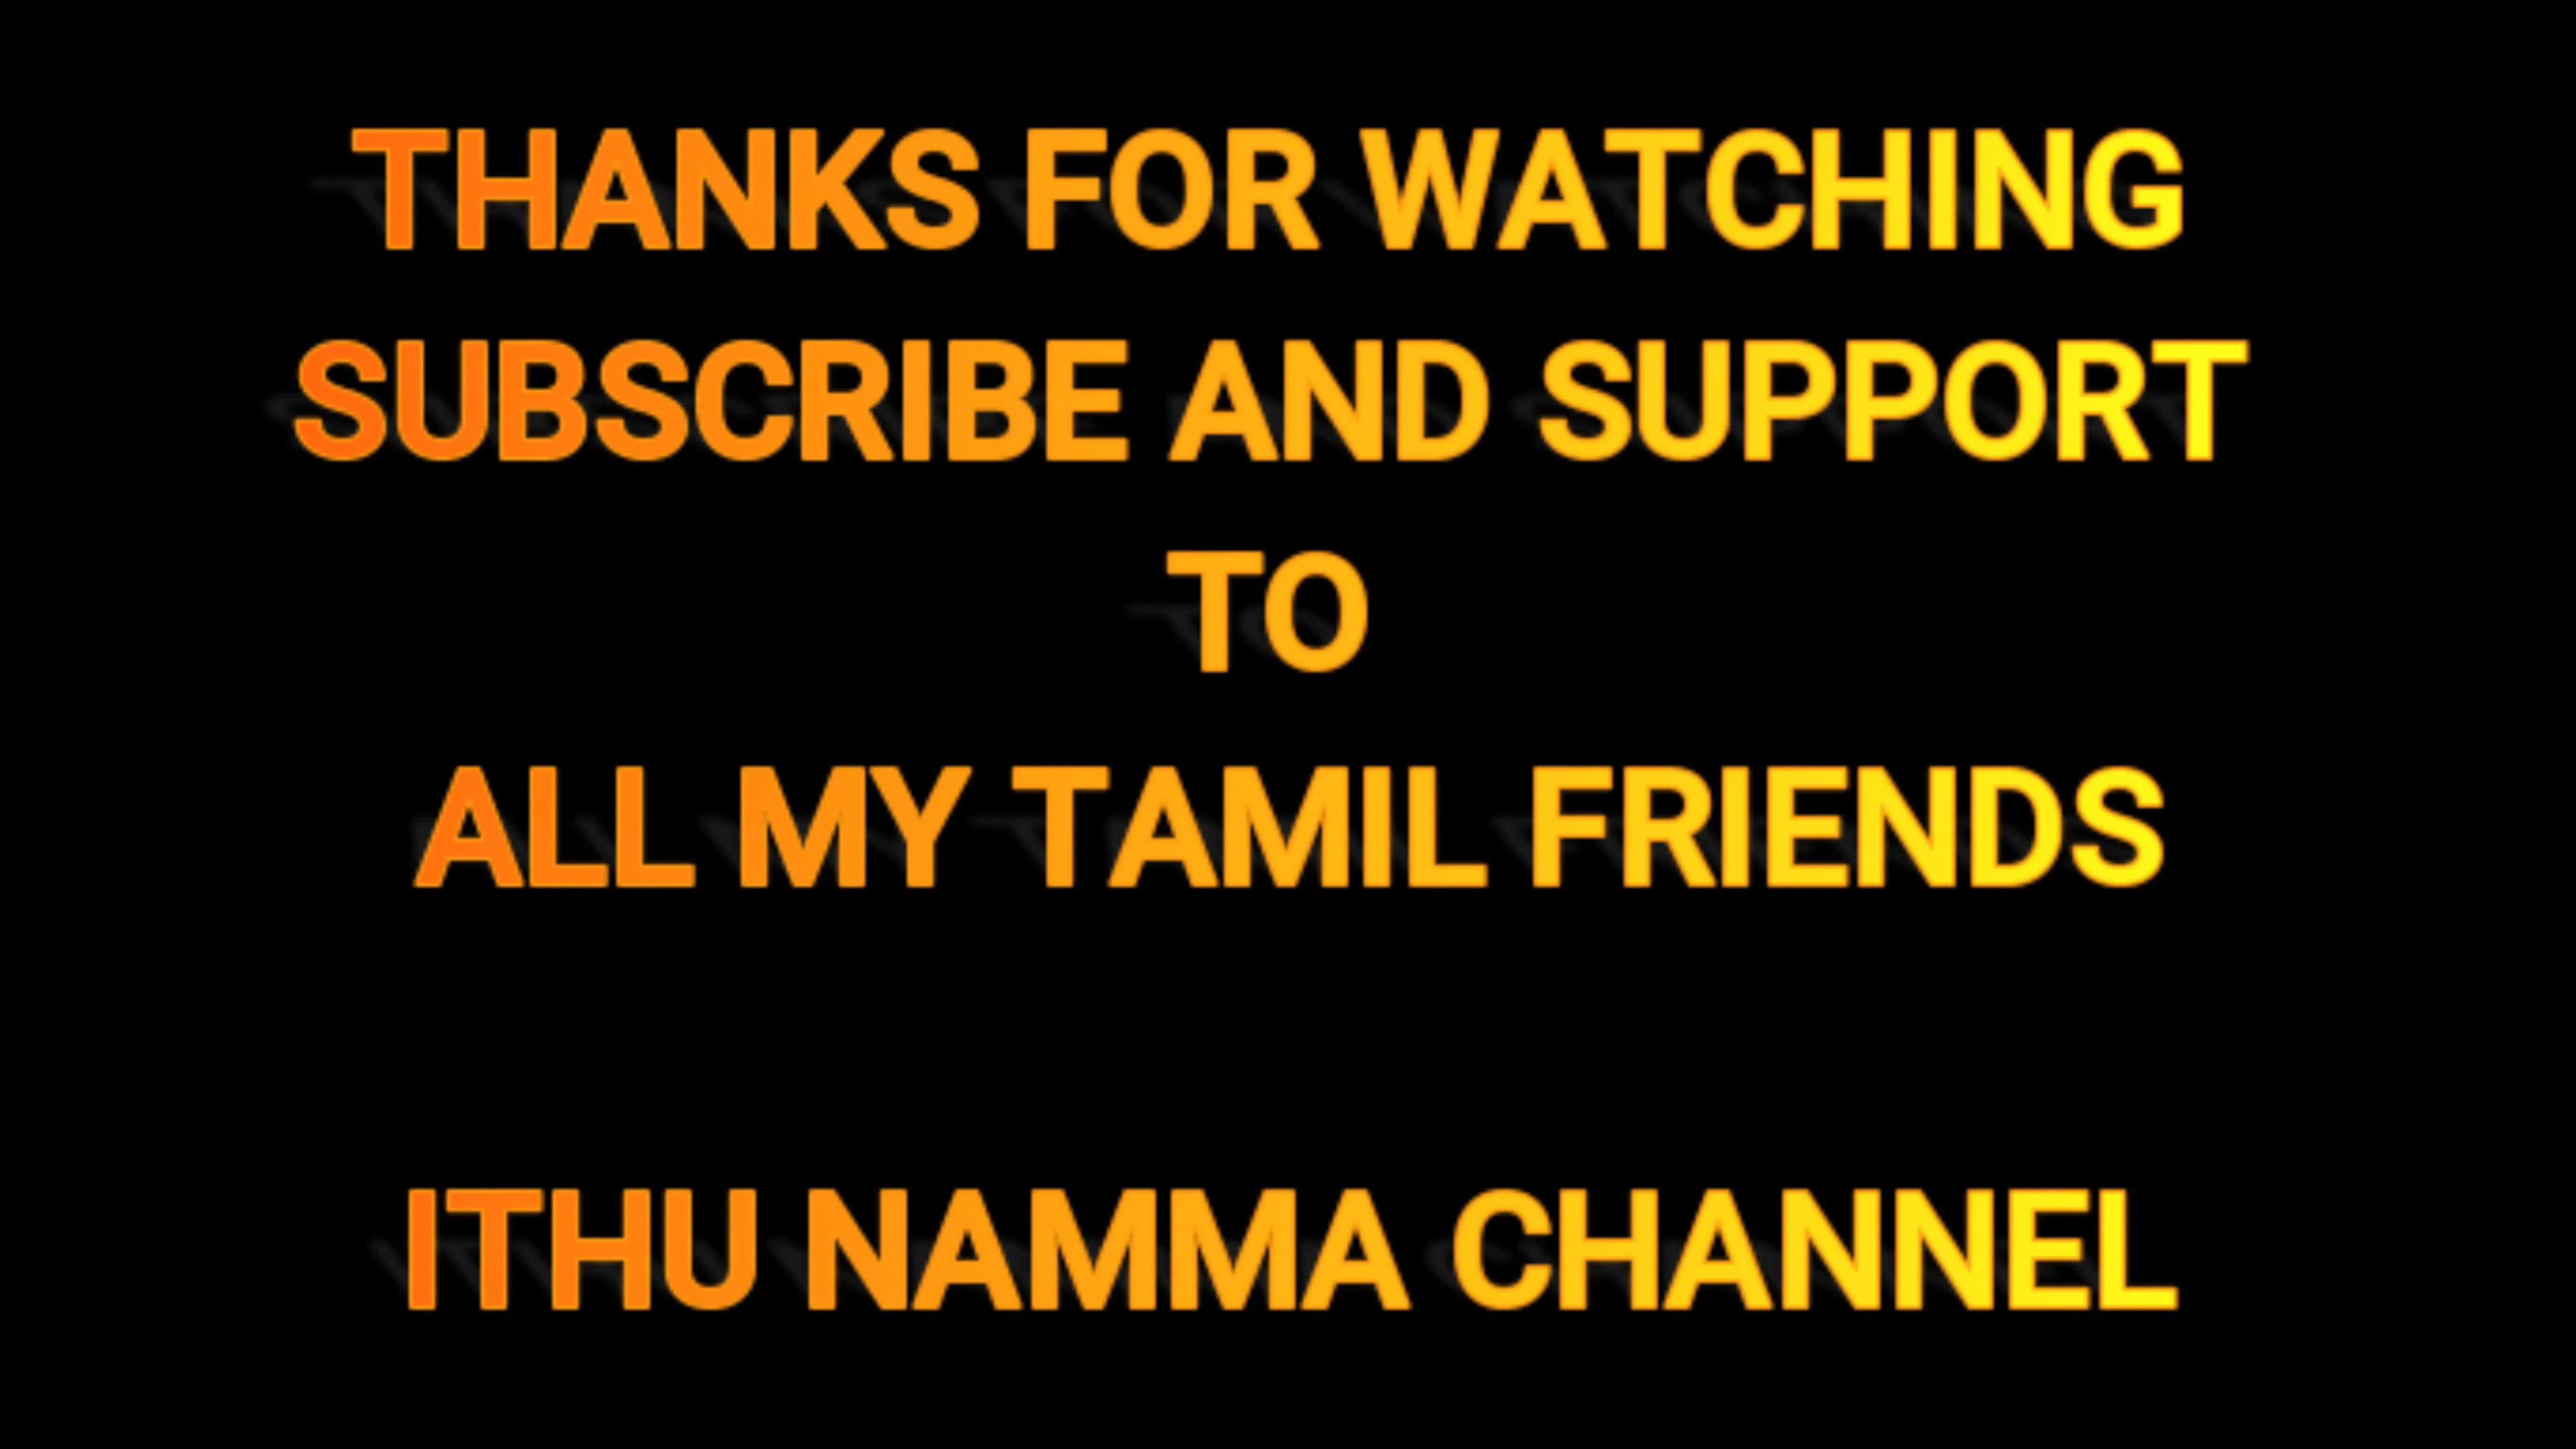 THANKS FOR WATCHING
SUBSCRIBE AND SUPPORT
TO
ALL MY TAMIL FRIENDS
ITHU NAMMA CHANNEL